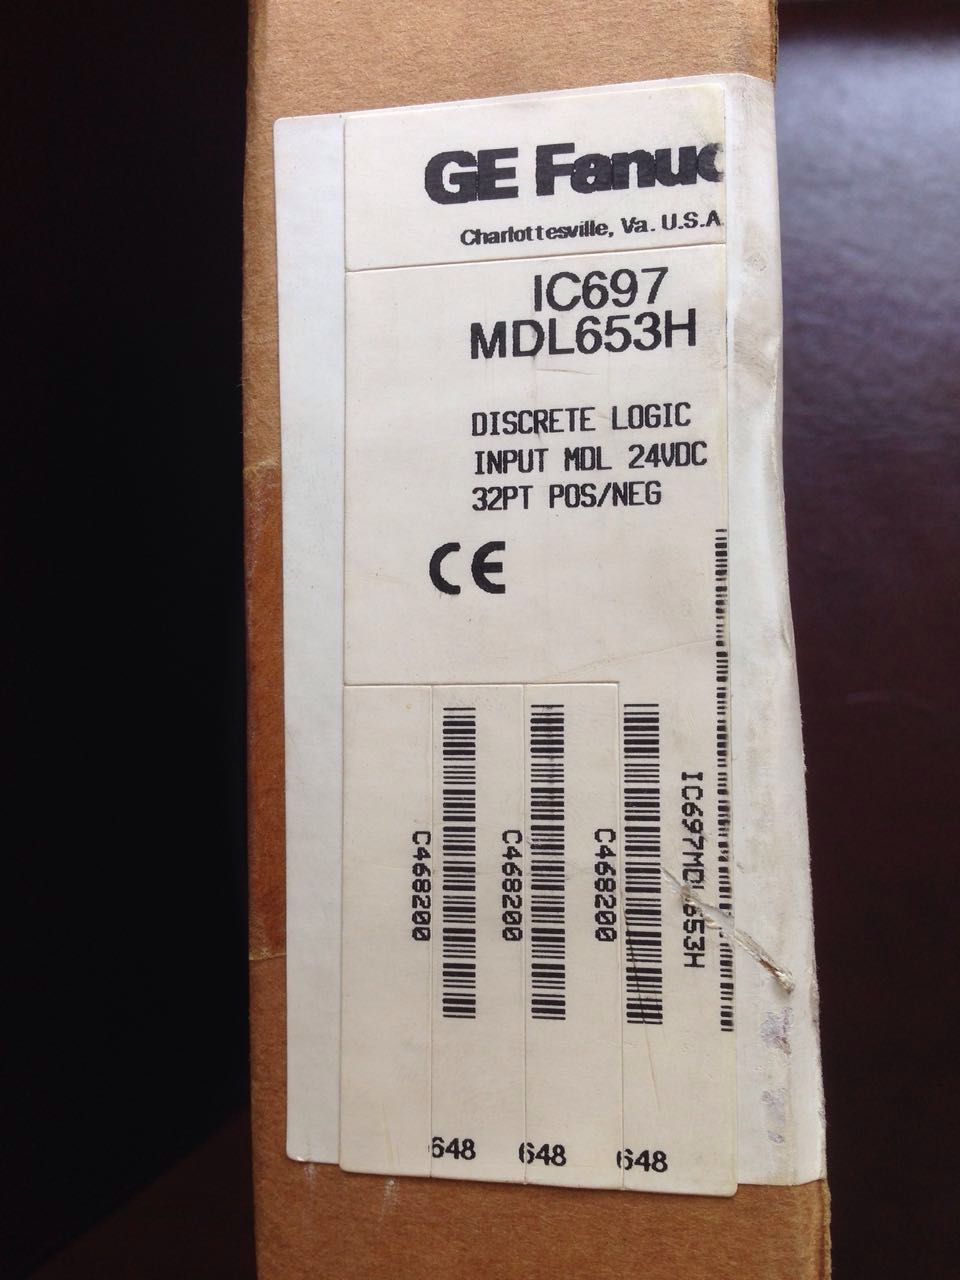 GE Fanuc
Charlottesville, Va. U.S.A
IC697
MDL653H
DISCRETE LOGIC
INPUT MDL 24VDC
32PT POS/NEG
CE
C468200
C468200
C468200
IC697MDL653H
648
648
648